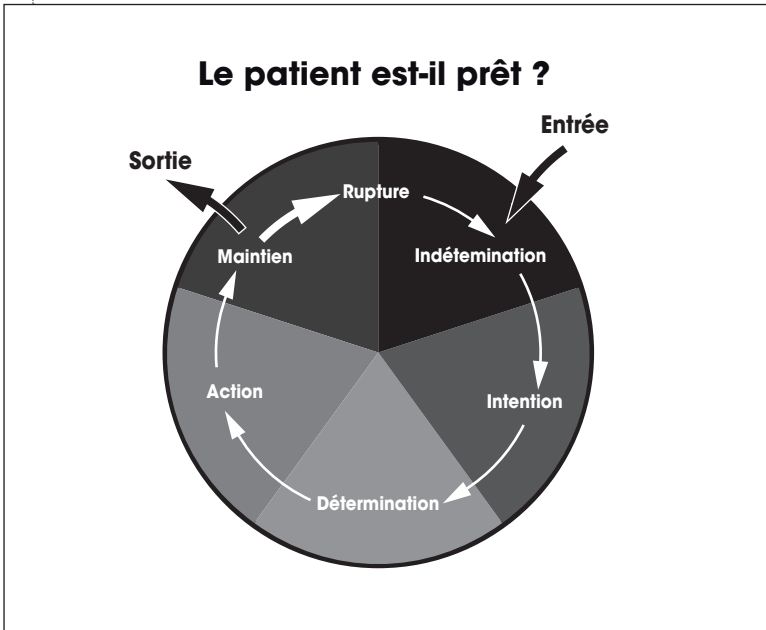 Le patient est-il prêt ?
Entrée
Sortie
Rupture
Maintien
Indétemination
Action
Intention
Détermination